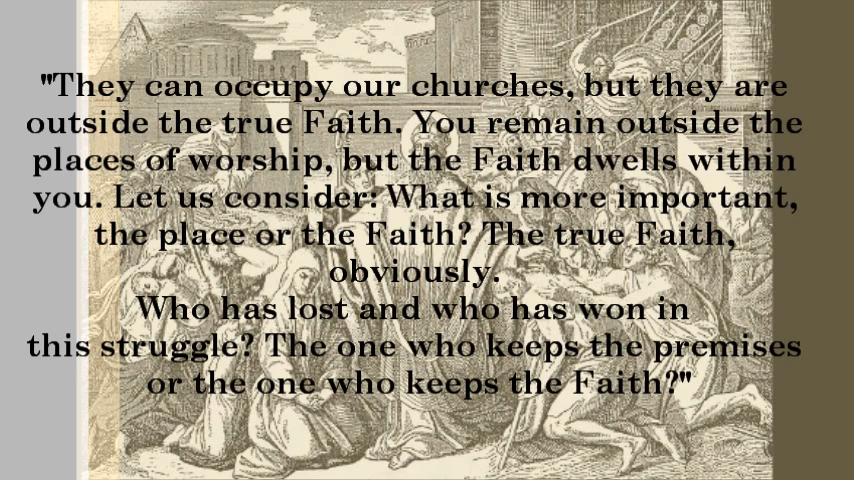 "They can occupy our churches, but they are
outside the true Faith. You remain outside the
places of worship, but the Faith dwells within
you. Let us consider: What is more important,
the place or the Faith? The true Faith,
obviously.
Who has lost and who has won in
this struggle? The one who keeps the premises
or the one who keeps the Faith?"